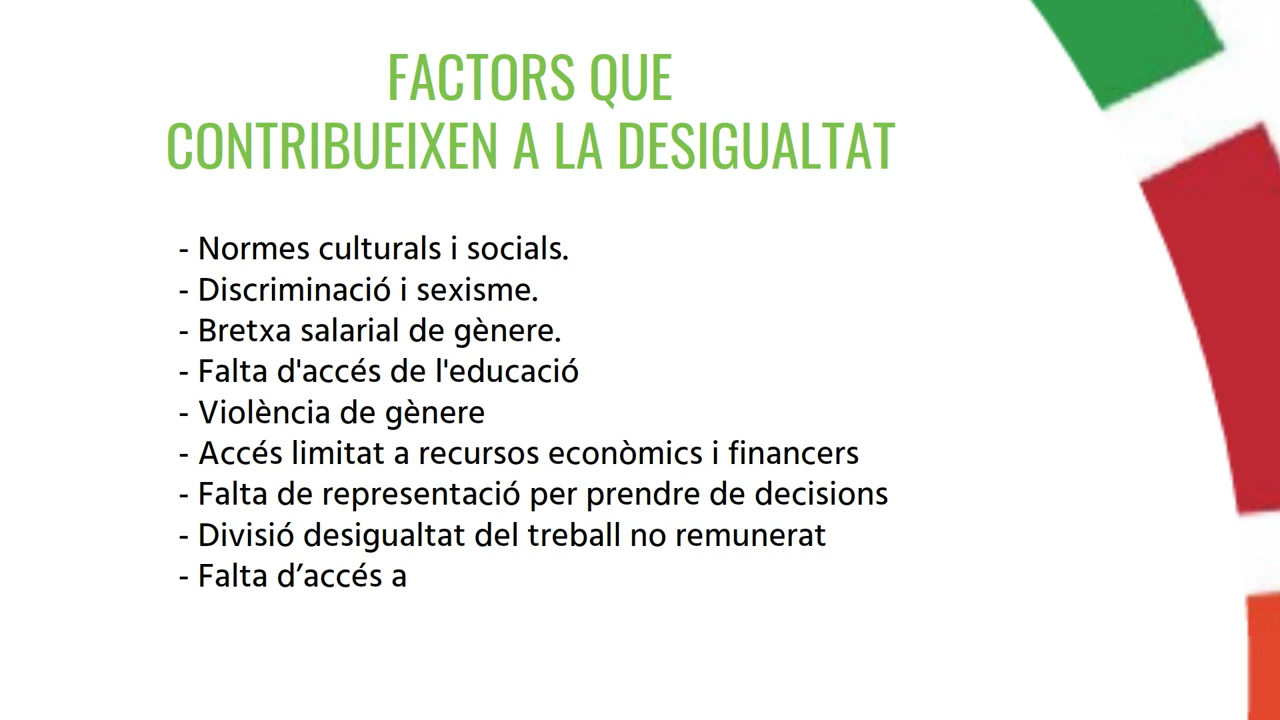 FACTORS QUE
CONTRIBUEIXEN A LA DESIGUALTAT
- Normes culturals i socials.
- Discriminació i sexisme.
- Bretxa salarial de gènere.
- Falta d'accés de l'educació
- Violència de gènere
- Accés limitat a recursos econòmics i financers
- Falta de representació per prendre de decisions
- Divisió desigualtat del treball no remunerat
- Falta d’accés a